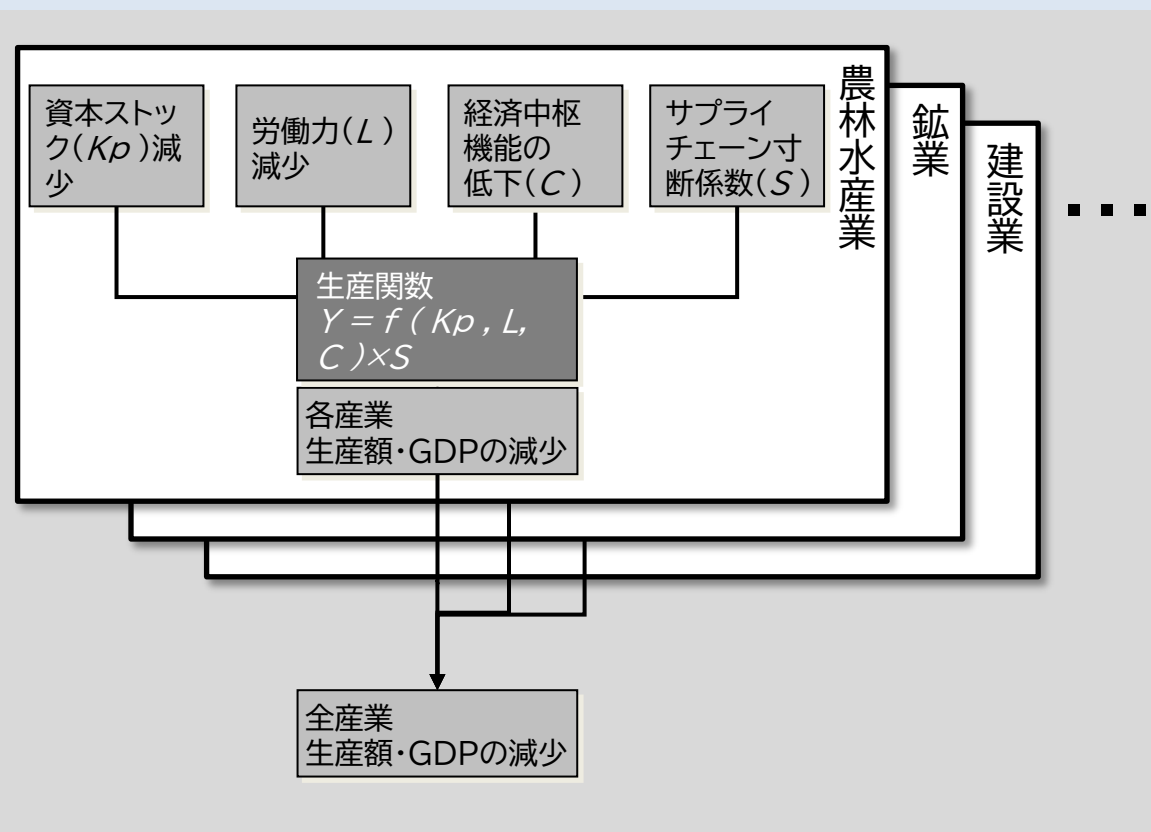 資本ストッ
ク(Kp)減
少
労働力(L)
減少
経済中枢
機能の
低下(C)
サプライ
チェーン寸
断係数(S)
農林水産業
鉱業
建設業
・・・
生産関数
Y=f(Kp,L,
C)×S
各産業
生産額・GDPの減少
全産業
生産額・GDPの減少